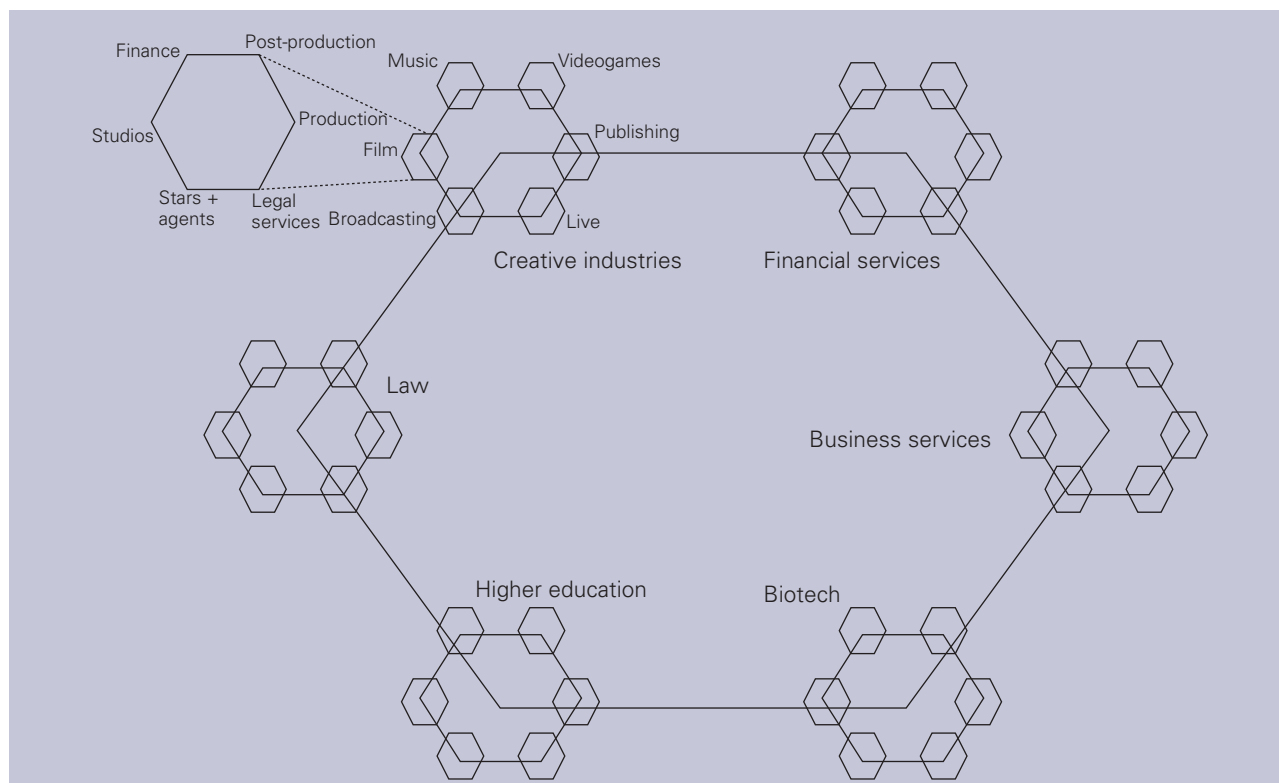 Post-production
Finance
Music
Videogames
Production
Publishing
Studios
Film
Stars +
agents
Legal
services
Broadcasting
Live
Creative industries
Financial services
Law
Business services
Higher education
Biotech